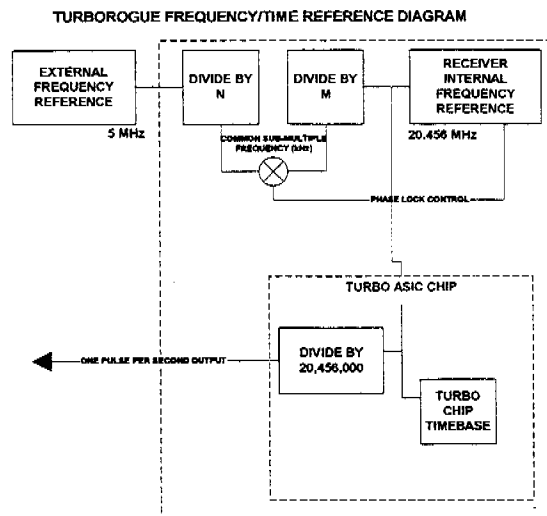 TURBOROGUE FREQUENCY/TIME REFERENCE DIAGRAM
EXTERNAL
FREQUENCY
REFERENCE
5 MHz
DIVIDE BY
N
DIVIDE BY
M
RECEIVER
INTERNAL
FREQUENCY
REFERENCE
20.456 MHz
COMMON SUB-MULTIPLE
FREQUENCY (kHz)
PHASE LOCK CONTROL
TURBO ASIC CHIP
ONE PULSE PER SECOND OUTPUT
DIVIDE BY
20,456,000
TURBO
CHIP
TIMEBASE